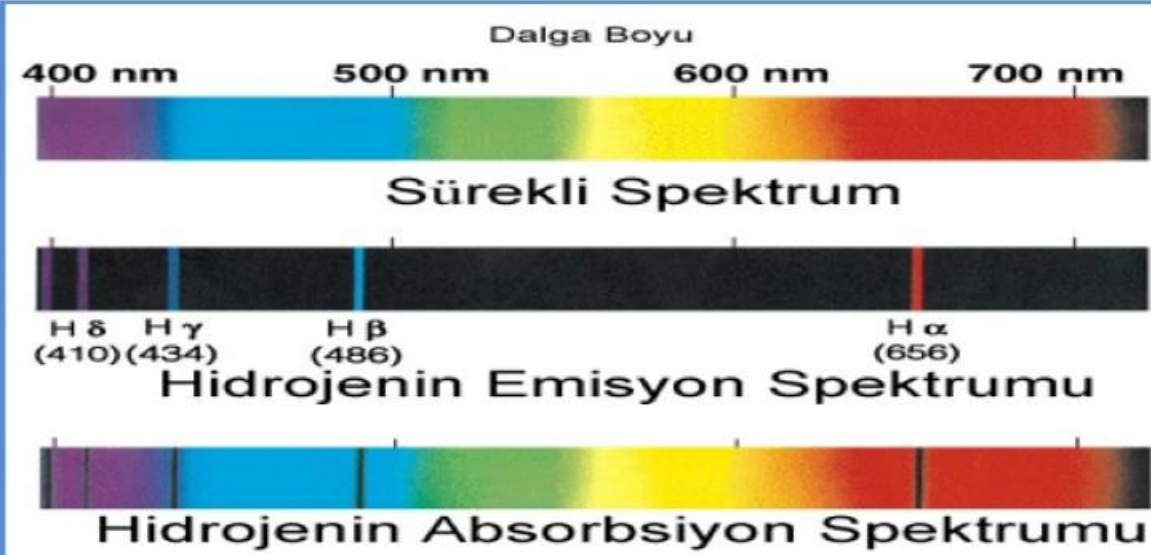 Dalga Boyu
400 nm 500 nm 600 nm 700 nm
Sürekli Spektrum
H δ H γ H β H α
(410) (434) (486) (656)
Hidrojenin Emisyon Spektrumu
Hidrojenin Absorbsiyon Spektrumu